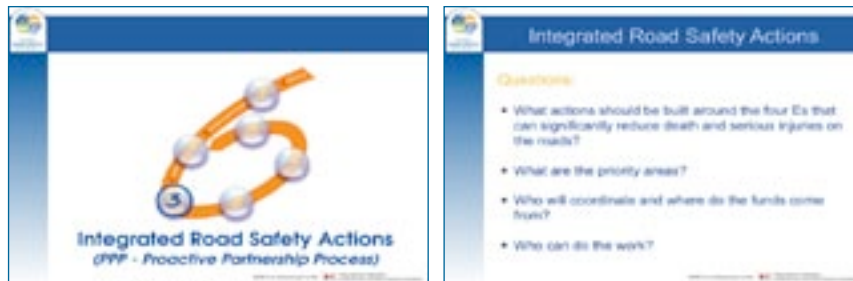 3
Integrated Road Safety Actions
(PPP - Proactive Partnership Process)
Integrated Road Safety Actions
Questions:
• What actions should be built around the four Es that
can significantly reduce death and serious injuries on
the roads?
• What are the priority areas?
• Who will coordinate and where do the funds come
from?
• Who can do the work?